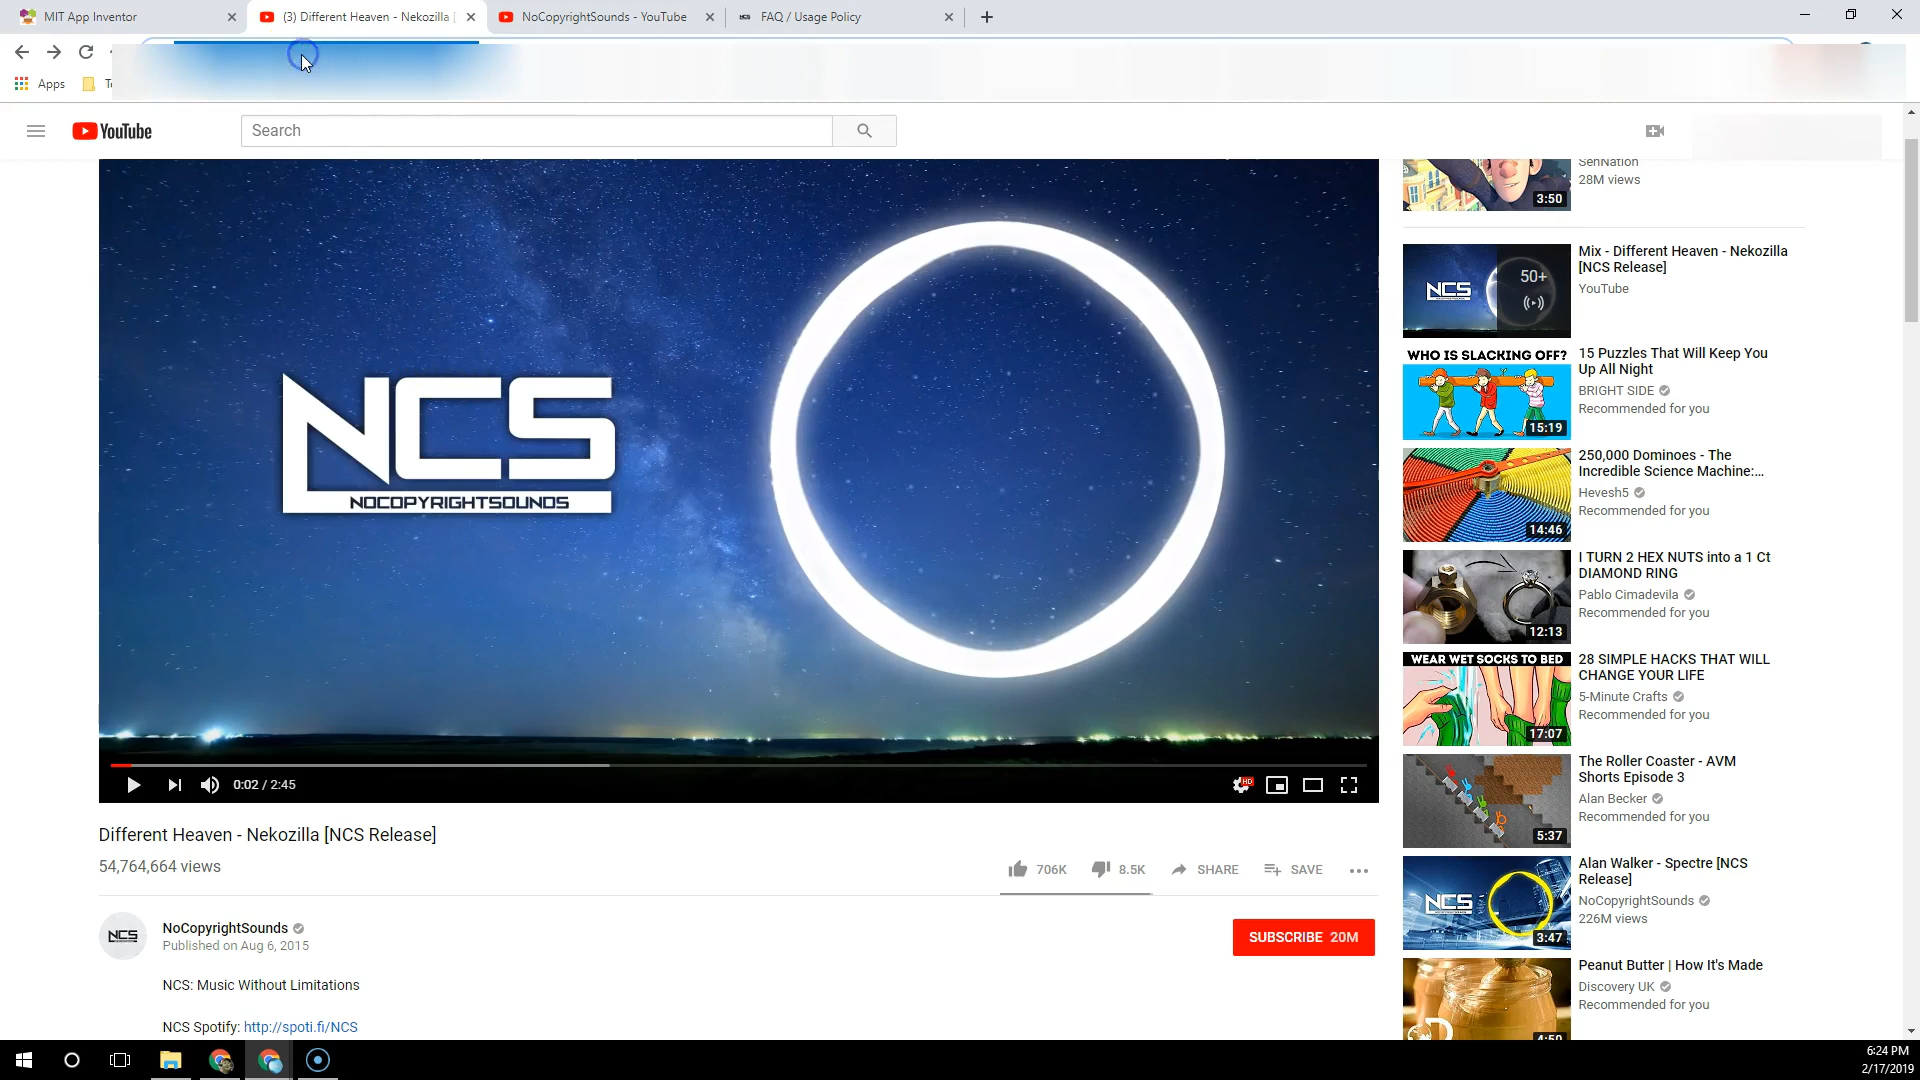 MIT App Inventor
(3) Different Heaven - Nekozilla [
NoCopyrightSounds - YouTube
FAQ / Usage Policy
Apps
YouTube
Search
SenNation
28M views
3:50
NCS
NOCOPYRIGHTSOUNDS
Mix - Different Heaven - Nekozilla
[NCS Release]
YouTube
50+
NCS
WHO IS SLACKING OFF?
15:19
15 Puzzles That Will Keep You
Up All Night
BRIGHT SIDE
Recommended for you
14:46
250,000 Dominoes - The
Incredible Science Machine:...
Hevesh5
Recommended for you
12:13
I TURN 2 HEX NUTS into a 1 Ct
DIAMOND RING
Pablo Cimadevila
Recommended for you
WEAR WET SOCKS TO BED
17:07
28 SIMPLE HACKS THAT WILL
CHANGE YOUR LIFE
5-Minute Crafts
Recommended for you
5:37
The Roller Coaster - AVM
Shorts Episode 3
Alan Becker
Recommended for you
NCS
3:47
Alan Walker - Spectre [NCS
Release]
NoCopyrightSounds
226M views
4:50
Peanut Butter | How It's Made
Discovery UK
Recommended for you
0:02 / 2:45
HD
Different Heaven - Nekozilla [NCS Release]
54,764,664 views
706K
8.5K
SHARE
SAVE
NCS
NoCopyrightSounds
Published on Aug 6, 2015
SUBSCRIBE 20M
NCS: Music Without Limitations
NCS Spotify: http://spoti.fi/NCS
6:24 PM
2/17/2019